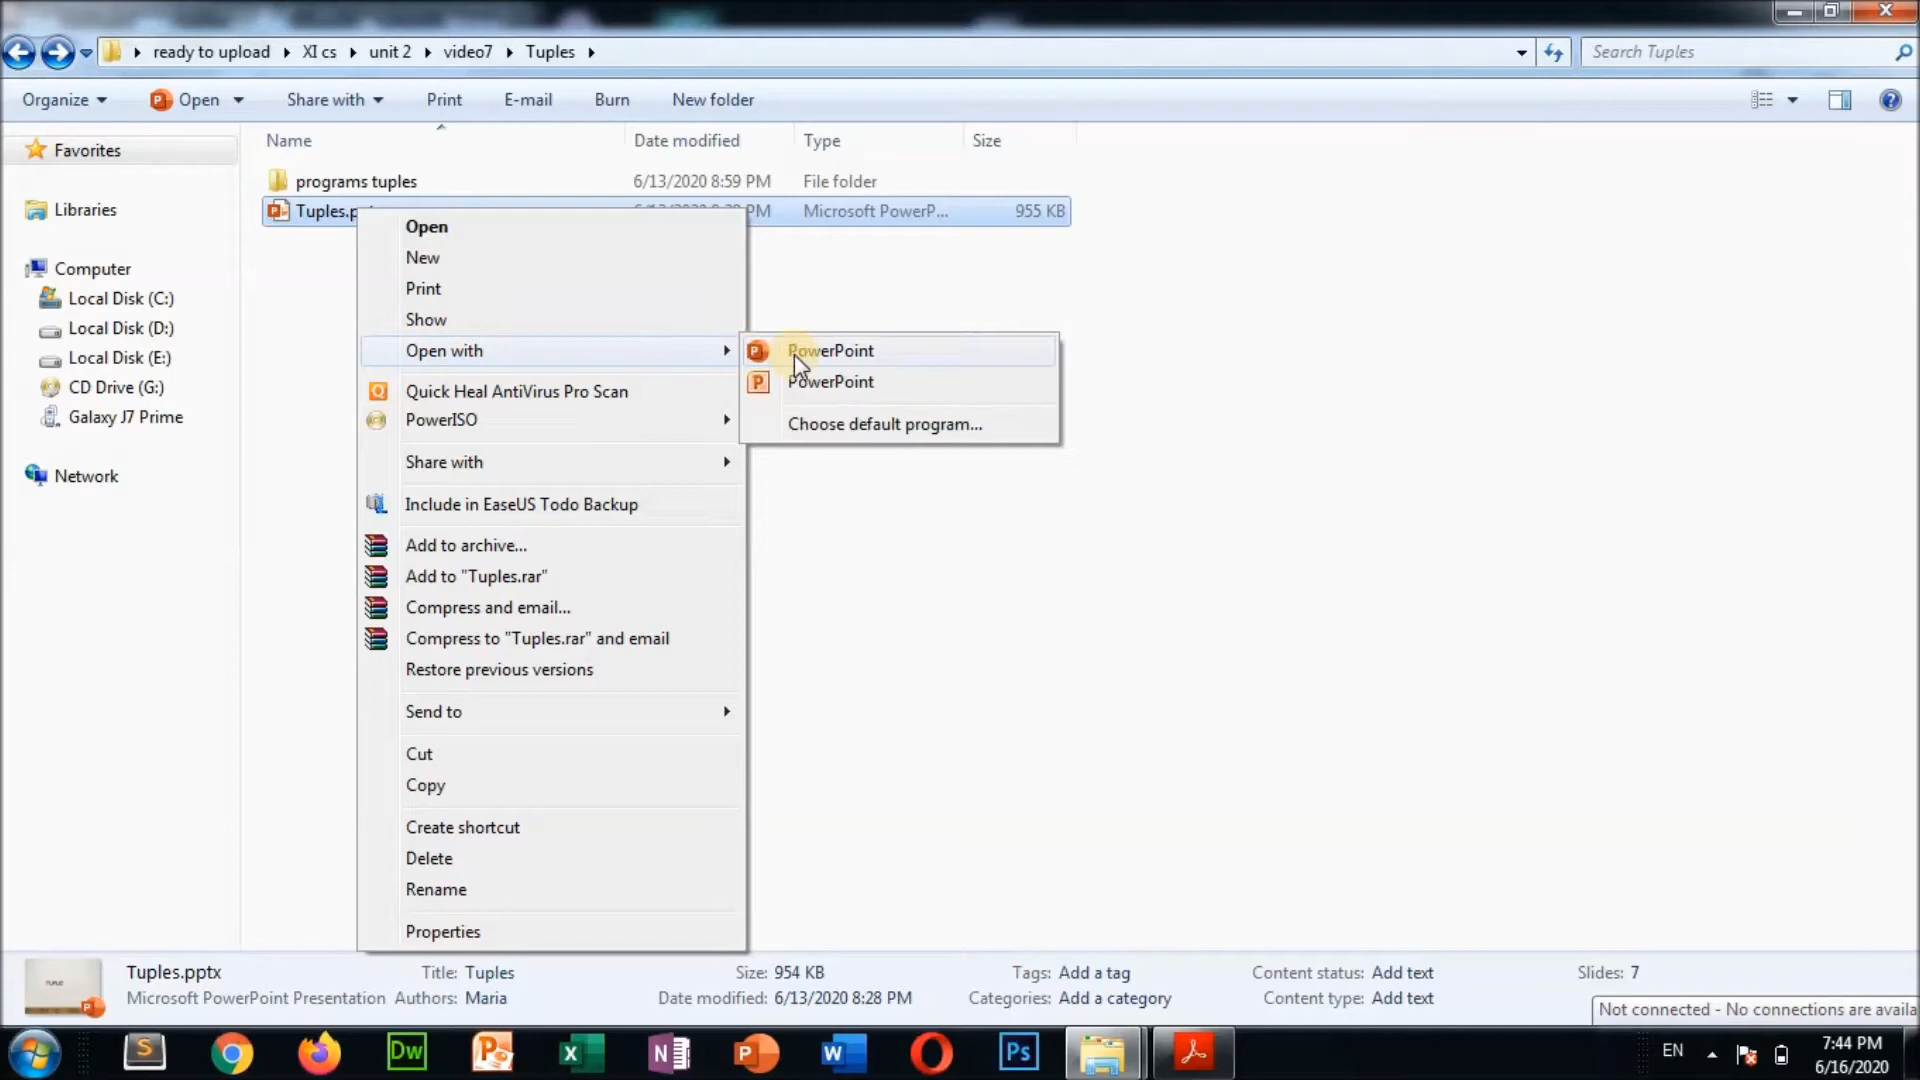 ready to upload XI cs unit 2 video7 Tuples
Search Tuples
Organize Open Share with Print E-mail Burn New folder
Name Date modified Type Size
Favorites
Libraries
Computer
Local Disk (C:)
Local Disk (D:)
Local Disk (E:)
CD Drive (G:)
Galaxy J7 Prime
Network
programs tuples 6/13/2020 8:59 PM File folder
Microsoft PowerP... 955 KB
Open
New
Print
Show
Open with
Quick Heal AntiVirus Pro Scan
PowerISO
Share with
Include in EaseUS Todo Backup
Add to archive...
Add to "Tuples.rar"
Compress and email...
Compress to "Tuples.rar" and email
Restore previous versions
Send to
Cut
Copy
Create shortcut
Delete
Rename
Properties
PowerPoint
PowerPoint
Choose default program...
Tuples.pptx Title: Tuples Size: 954 KB Tags: Add a tag Content status: Add text Slides: 7
Microsoft PowerPoint Presentation Authors: Maria Date modified: 6/13/2020 8:28 PM Categories: Add a category Content type: Add text
Not connected - No connections are availa
S Dw P X N P W Ps
EN
7:44 PM
6/16/2020